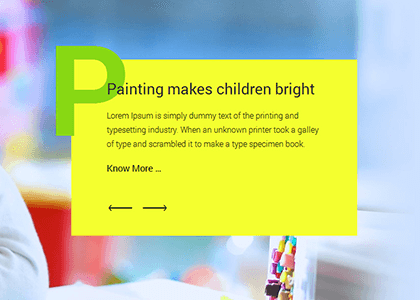 P
Painting makes children bright
Lorem Ipsum is simply dummy text of the printing and
typesetting industry. When an unknown printer took a galley
of type and scrambled it to make a type specimen book.
Know More ...